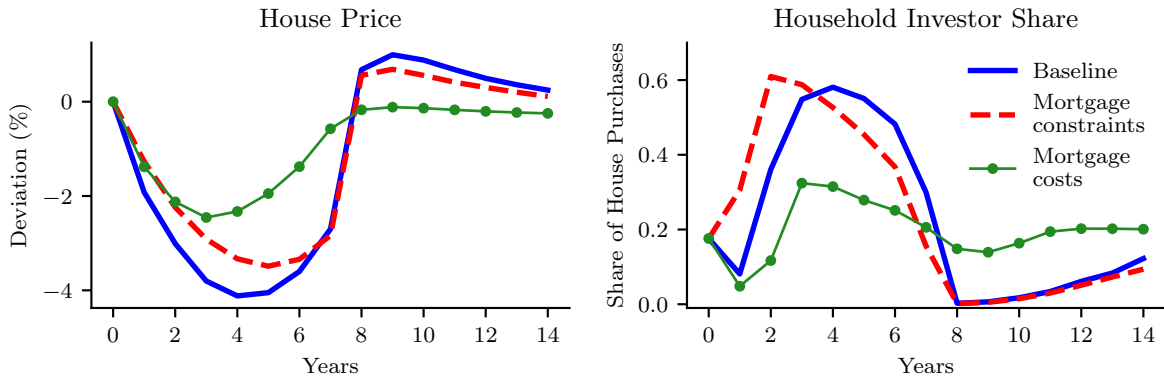 House Price
Deviation (%)
0
−2
−4
0 2 4 6 8 10 12 14
Years
Household Investor Share
Share of House Purchases
0.6
0.4
0.2
0.0
0 2 4 6 8 10 12 14
Years
Baseline
Mortgage
constraints
Mortgage
costs